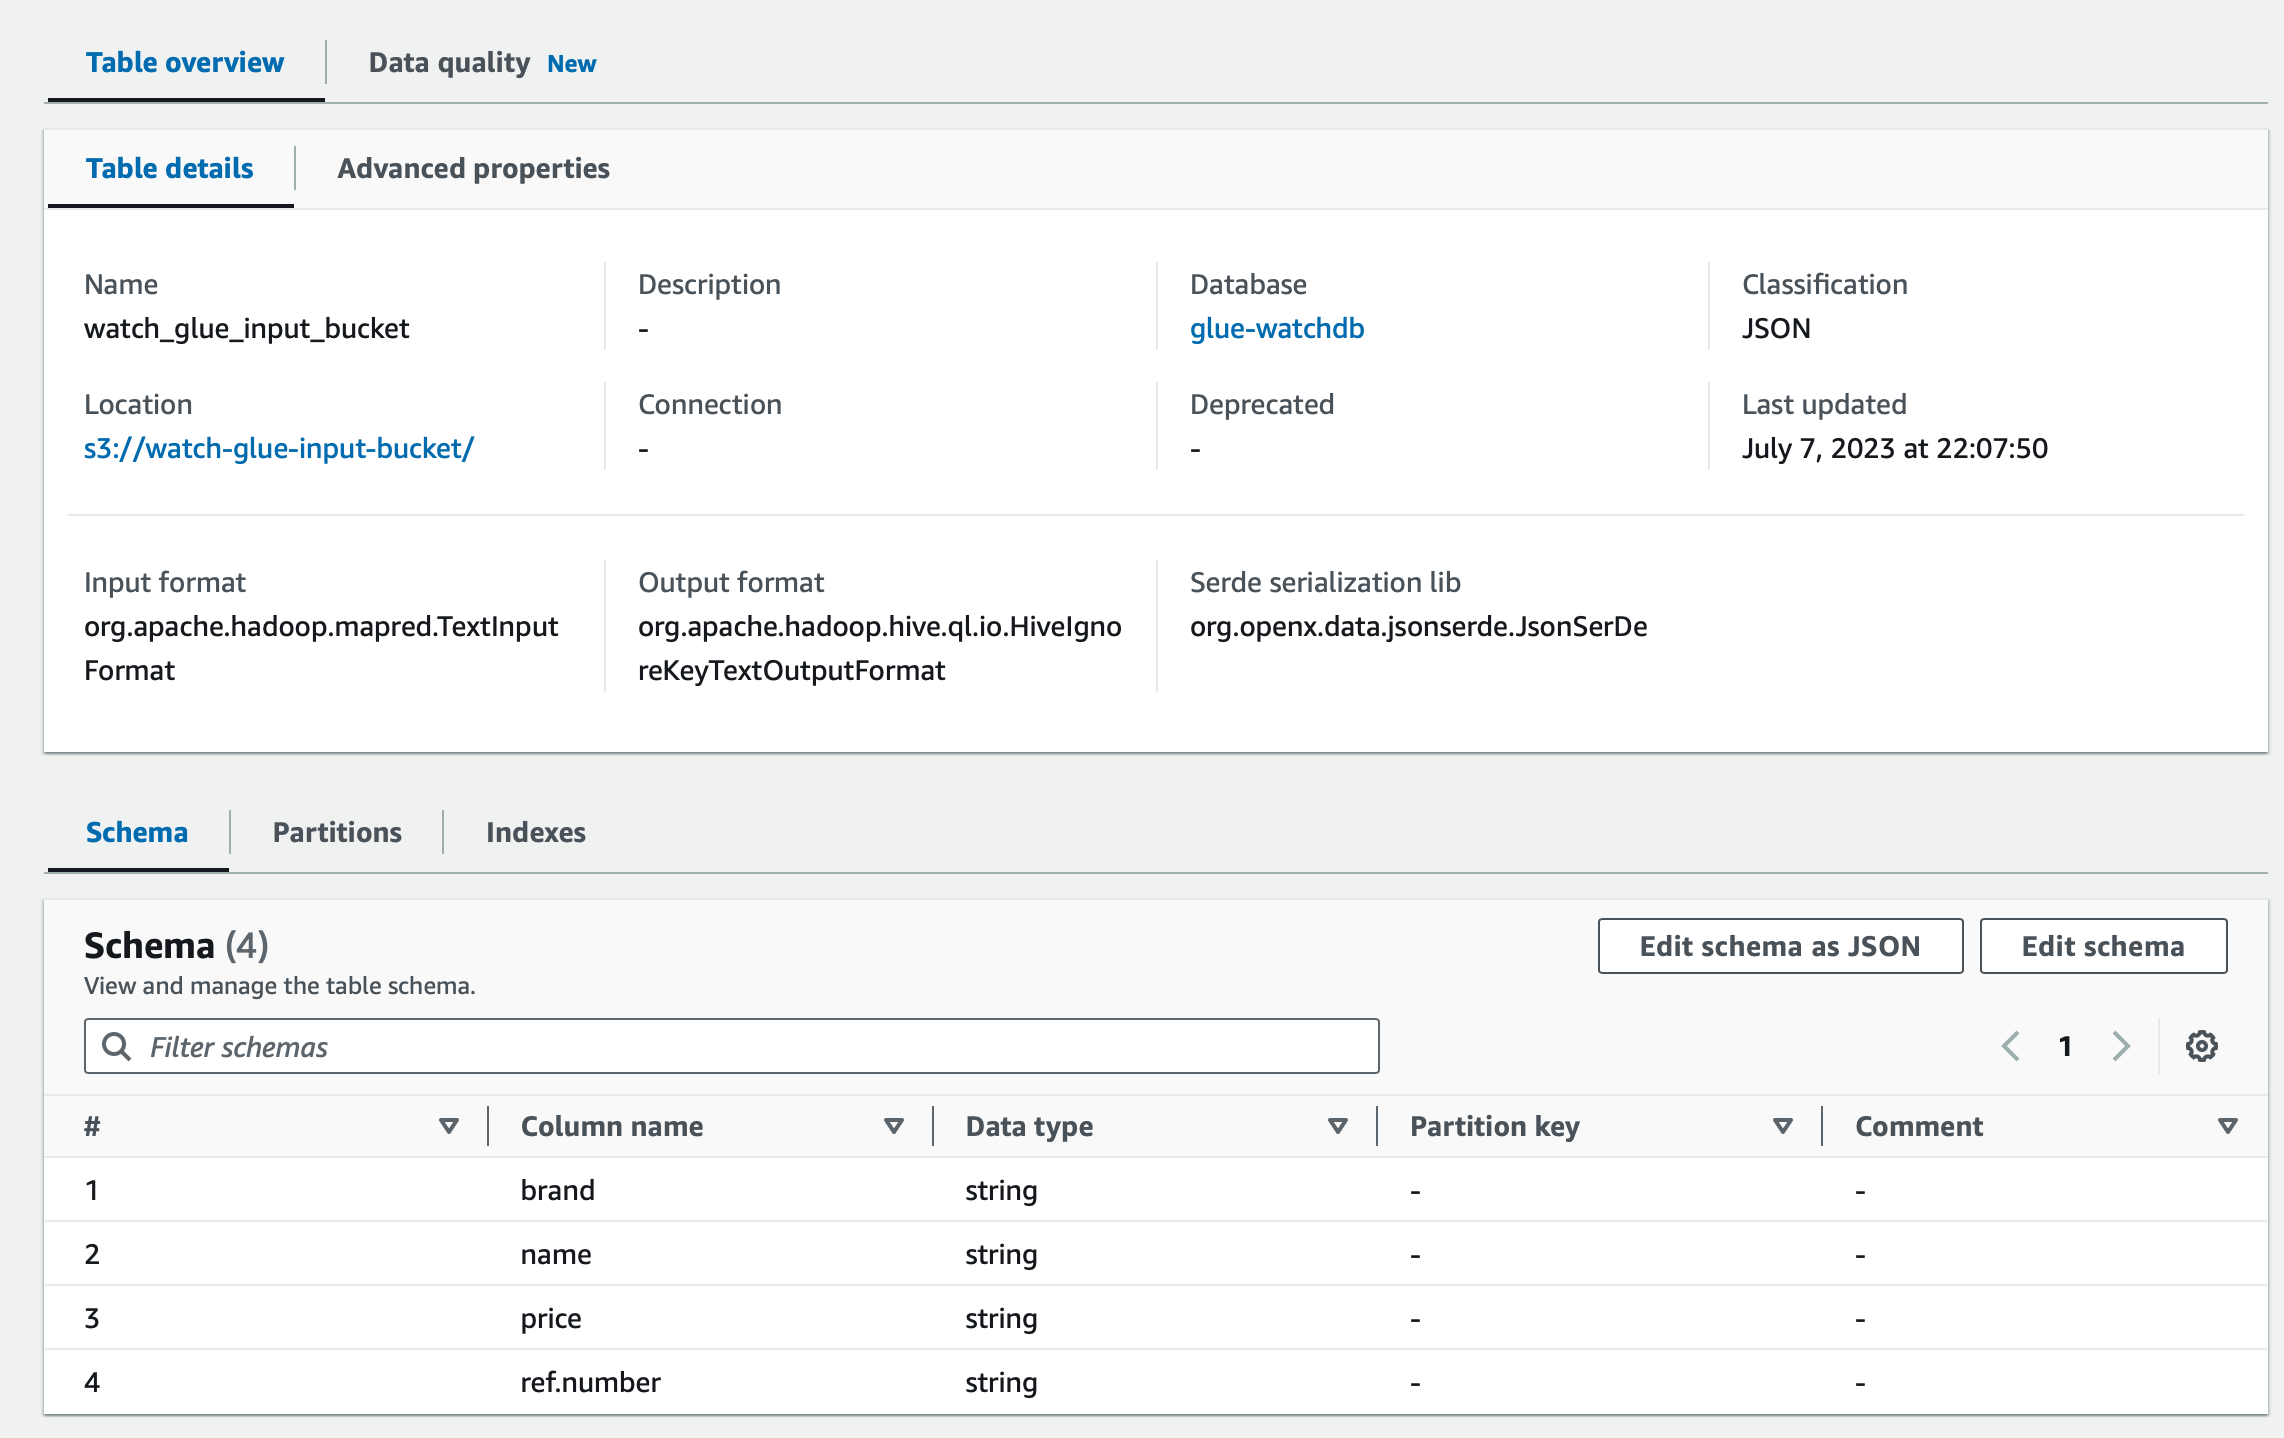 Table overview Data quality New
Table details Advanced properties
Name Description Database Classification
watch_glue_input_bucket - glue-watchdb JSON
Location Connection Deprecated Last updated
s3://watch-glue-input-bucket/ - - July 7, 2023 at 22:07:50
Input format Output format Serde serialization lib
org.apache.hadoop.mapred.TextInput org.apache.hadoop.hive.ql.io.HiveIgno org.openx.data.jsonserde.JsonSerDe
Format reKeyTextOutputFormat
Schema Partitions Indexes
Schema (4) Edit schema as JSON Edit schema
View and manage the table schema.
Filter schemas 1
# Column name Data type Partition key Comment
1 brand string - -
2 name string - -
3 price string - -
4 ref.number string - -